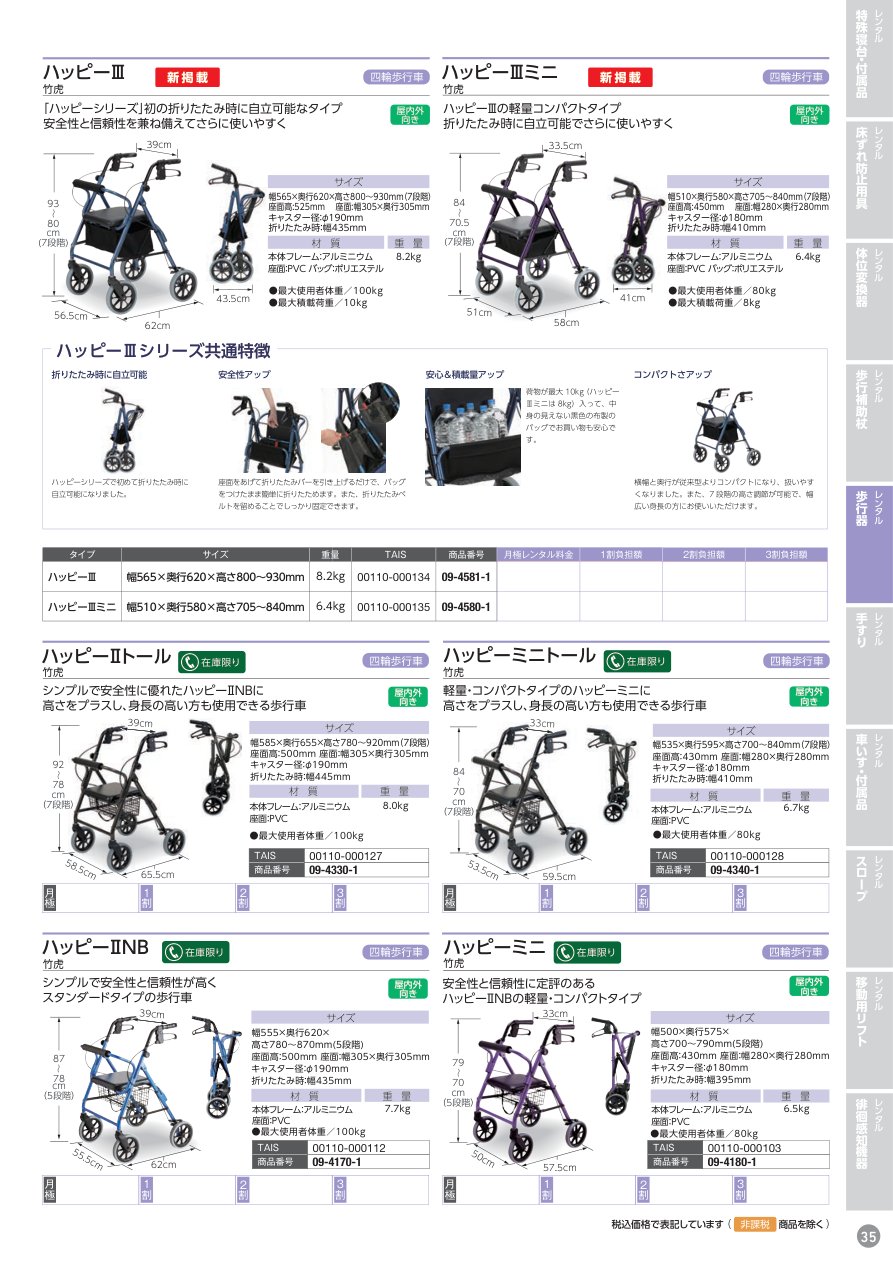 ハッピーⅢ
新掲載
四輪歩行車
竹虎
「ハッピーシリーズ」初の折りたたみ時に自立可能なタイプ
安全性と信頼性を兼ね備えてさらに使いやすく
屋内外
向き
39cm
93
〜
80
cm
(7段階)
56.5cm
62cm
43.5cm
サイズ
幅565×奥行620×高さ800〜930mm(7段階)
座面高:525mm 座面:幅305×奥行305mm
キャスター径:φ190mm
折りたたみ時:幅435mm
材質 重量
本体フレーム:アルミニウム 8.2kg
座面:PVC バッグ:ポリエステル
●最大使用者体重／100kg
●最大積載荷重／10kg
ハッピーⅢミニ
新掲載
四輪歩行車
竹虎
ハッピーⅢの軽量コンパクトタイプ
折りたたみ時に自立可能でさらに使いやすく
屋内外
向き
33.5cm
84
〜
70.5
cm
(7段階)
51cm
58cm
41cm
サイズ
幅510×奥行580×高さ705〜840mm(7段階)
座面高:450mm 座面:幅280×奥行280mm
キャスター径:φ180mm
折りたたみ時:幅410mm
材質 重量
本体フレーム:アルミニウム 6.4kg
座面:PVC バッグ:ポリエステル
●最大使用者体重／80kg
●最大積載荷重／8kg
ハッピーⅢシリーズ共通特徴
折りたたみ時に自立可能
ハッピーシリーズで初めて折りたたみ時に
自立可能になりました。
安全性アップ
座面をあげて折りたたみバーを引き上げるだけで、バッグ
をつけたまま簡単に折りたためます。また、折りたたみベ
ルトを留めることでしっかり固定できます。
安心&積載量アップ
荷物が最大10kg(ハッピー
Ⅲミニは8kg)入って、中
身の見えない黒色の布製の
バッグでお買い物も安心で
す。
コンパクトさアップ
横幅と奥行が従来型よりコンパクトになり、扱いやす
くなりました。また、7段階の高さ調節が可能で、幅
広い身長の方にお使いいただけます。
タイプ サイズ 重量 TAIS 商品番号 月極レンタル料金 1割負担額 2割負担額 3割負担額
ハッピーⅢ 幅565×奥行620×高さ800〜930mm 8.2kg 00110-000134 09-4581-1
ハッピーⅢミニ 幅510×奥行580×高さ705〜840mm 6.4kg 00110-000135 09-4580-1
ハッピーⅡトール
在庫限り
四輪歩行車
竹虎
シンプルで安全性に優れたハッピーⅡNBに
高さをプラスし、身長の高い方も使用できる歩行車
屋内外
向き
39cm
92
〜
78
cm
(7段階)
58.5cm
65.5cm
サイズ
幅585×奥行655×高さ780〜920mm(7段階)
座面高:500mm 座面:幅305×奥行305mm
キャスター径:φ190mm
折りたたみ時:幅445mm
材質 重量
本体フレーム:アルミニウム 8.0kg
座面:PVC
●最大使用者体重／100kg
TAIS 00110-000127
商品番号 09-4330-1
月極 1割 2割 3割
ハッピーミニトール
在庫限り
四輪歩行車
竹虎
軽量・コンパクトタイプのハッピーミニに
高さをプラスし、身長の高い方も使用できる歩行車
屋内外
向き
33cm
84
〜
70
cm
(7段階)
53.5cm
59.5cm
サイズ
幅535×奥行595×高さ700〜840mm(7段階)
座面高:430mm 座面:幅280×奥行280mm
キャスター径:φ180mm
折りたたみ時:幅410mm
材質 重量
本体フレーム:アルミニウム 6.7kg
座面:PVC
●最大使用者体重／80kg
TAIS 00110-000128
商品番号 09-4340-1
月極 1割 2割 3割
ハッピーⅡNB
在庫限り
四輪歩行車
竹虎
シンプルで安全性と信頼性が高く
スタンダードタイプの歩行車
屋内外
向き
39cm
87
〜
78
cm
(5段階)
55.5cm
62cm
サイズ
幅555×奥行620×
高さ780〜870mm(5段階)
座面高:500mm 座面:幅305×奥行305mm
キャスター径:φ190mm
折りたたみ時:幅435mm
材質 重量
本体フレーム:アルミニウム 7.7kg
座面:PVC
●最大使用者体重／100kg
TAIS 00110-000112
商品番号 09-4170-1
月極 1割 2割 3割
ハッピーミニ
在庫限り
四輪歩行車
竹虎
安全性と信頼性に定評のある
ハッピーⅡNBの軽量・コンパクトタイプ
屋内外
向き
33cm
79
〜
70
cm
(5段階)
50cm
57.5cm
サイズ
幅500×奥行575×
高さ700〜790mm(5段階)
座面高:430mm 座面:幅280×奥行280mm
キャスター径:φ180mm
折りたたみ時:幅395mm
材質 重量
本体フレーム:アルミニウム 6.5kg
座面:PVC
●最大使用者体重／80kg
TAIS 00110-000103
商品番号 09-4180-1
月極 1割 2割 3割
税込価格で表記しています（非課税 商品を除く）
35
レンタル
特殊寝台・付属品
レンタル
床ずれ防止用具
レンタル
体位変換器
レンタル
歩行補助杖
レンタル
歩行器
レンタル
手すり
レンタル
車いす・付属品
レンタル
スロープ
レンタル
移動用リフト
レンタル
徘徊感知機器